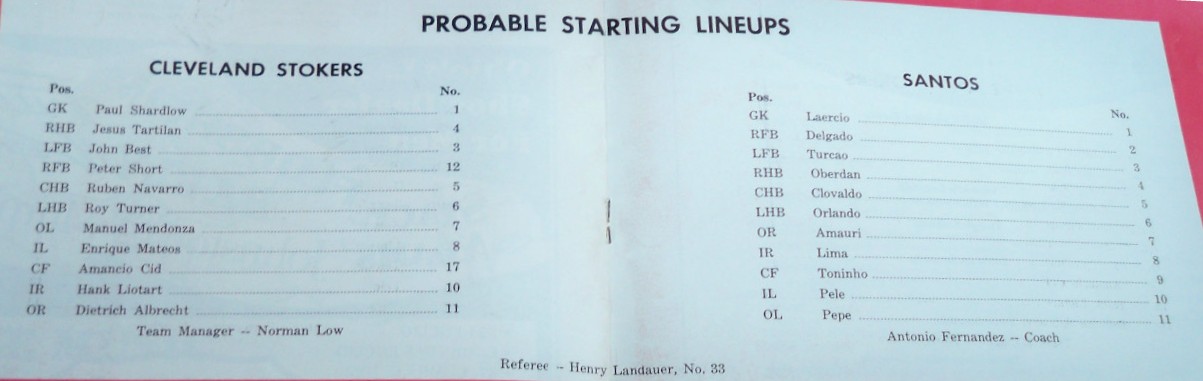 PROBABLE STARTING LINEUPS
CLEVELAND STOKERS
Pos. No.
GK Paul Shardlow 1
RHB Jesus Tartilan 4
LFB John Best 3
RFB Peter Short 12
CHB Ruben Navarro 5
LHB Roy Turner 6
OL Manuel Mendonza 7
IL Enrique Mateos 8
CF Amancio Cid 17
IR Hank Liotart 10
OR Dietrich Albrecht 11
Team Manager -- Norman Low
SANTOS
Pos. No.
GK Laercio 1
RFB Delgado 2
LFB Turcao 3
RHB Oberdan 4
CHB Clovaldo 5
LHB Orlando 6
OR Amauri 7
IR Lima 8
CF Toninho 9
IL Pele 10
OL Pepe 11
Antonio Fernandez -- Coach
Referee -- Henry Landauer, No. 33